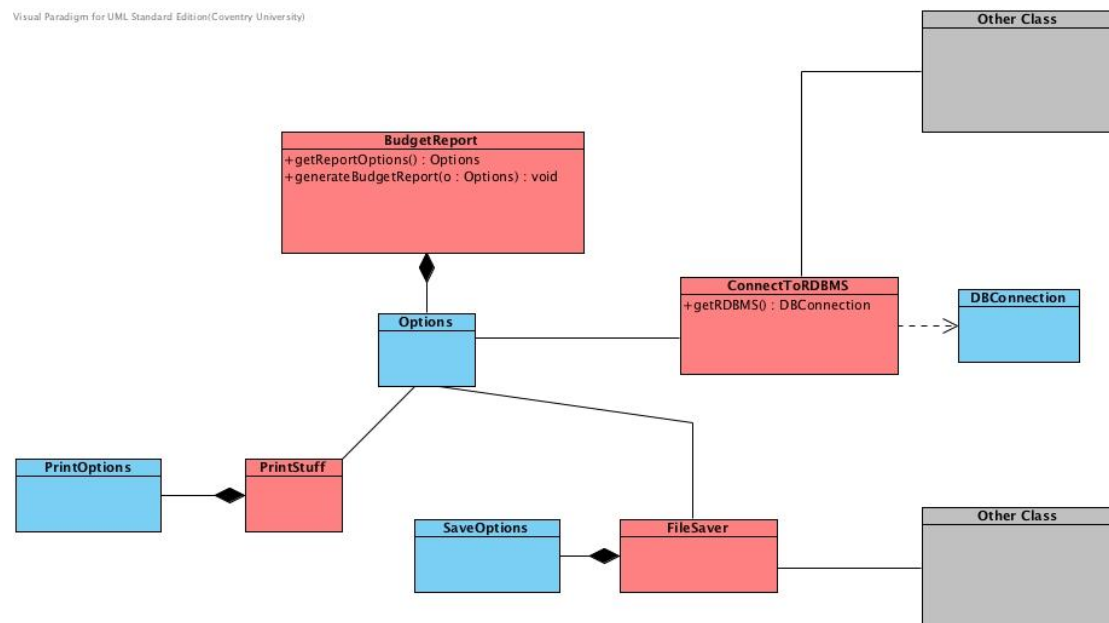 Visual Paradigm for UML Standard Edition(Coventry University)
Other Class
BudgetReport
+getReportOptions() : Options
+generateBudgetReport(o : Options) : void
ConnectToRDBMS
+getRDBMS() : DBConnection
DBConnection
Options
PrintOptions
PrintStuff
SaveOptions
FileSaver
Other Class